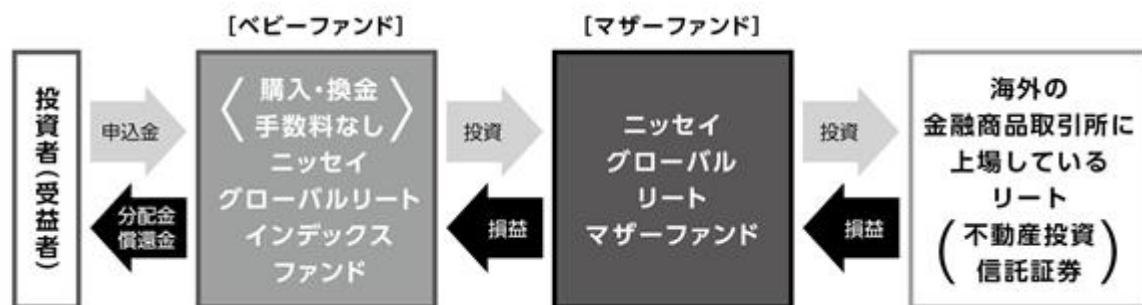 [ベビーファンド]
[マザーファンド]
投資者(受益者)
申込金
分配金
償還金
〈購入・換金
手数料なし〉
ニッセイ
グローバルリート
インデックス
ファンド
投資
損益
ニッセイ
グローバル
リート
マザーファンド
投資
損益
海外の
金融商品取引所に
上場している
リート
(不動産投資
信託証券)